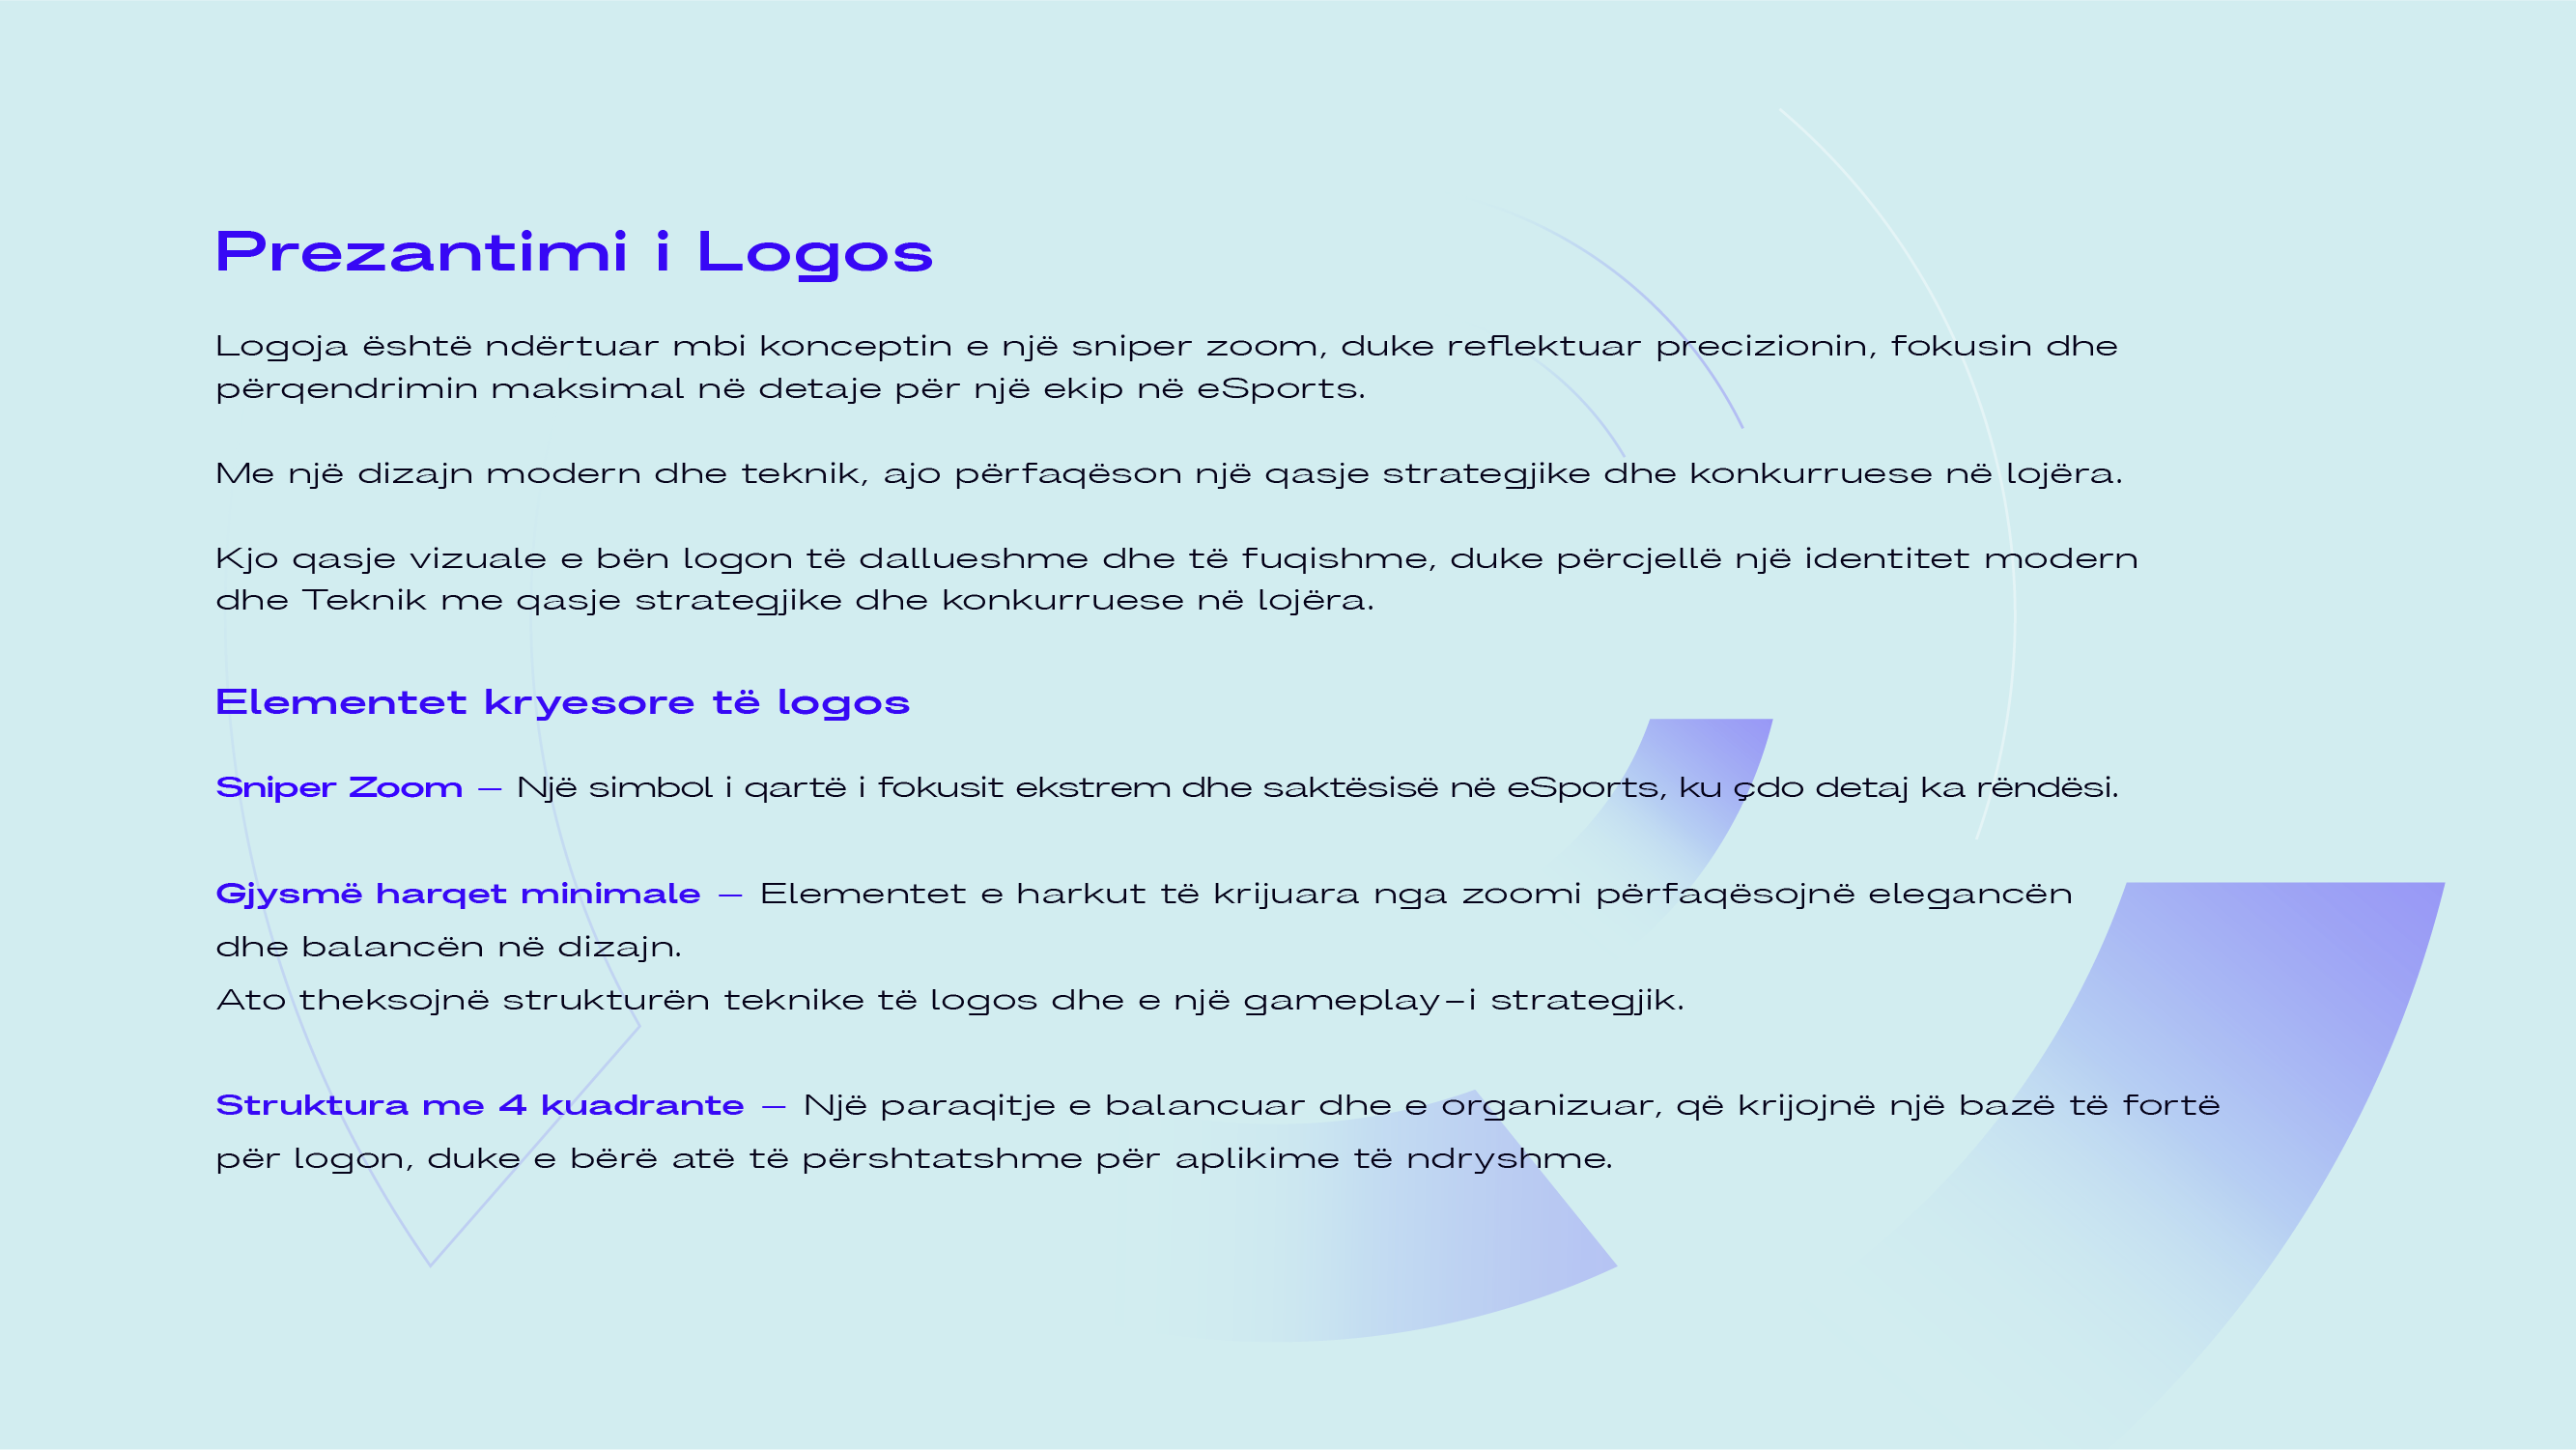 Prezantimi i Logos
Logoja është ndërtuar mbi konceptin e një sniper zoom, duke reflektuar precizionin, fokusin dhe
përqendrimin maksimal në detaje për një ekip në eSports.
Me një dizajn modern dhe teknik, ajo përfaqëson një qasje strategjike dhe konkurruese në lojëra.
Kjo qasje vizuale e bën logon të dallueshme dhe të fuqishme, duke përcjellë një identitet modern
dhe Teknik me qasje strategjike dhe konkurruese në lojëra.
Elementet kryesore të logos
Sniper Zoom – Një simbol i qartë i fokusit ekstrem dhe saktësisë në eSports, ku çdo detaj ka rëndësi.
Gjysmë harqet minimale – Elementet e harkut të krijuara nga zoomi përfaqësojnë elegancën
dhe balancën në dizajn.
Ato theksojnë strukturën teknike të logos dhe e një gameplay-i strategjik.
Struktura me 4 kuadrante – Një paraqitje e balancuar dhe e organizuar, që krijojnë një bazë të fortë
për logon, duke e bërë atë të përshtatshme për aplikime të ndryshme.